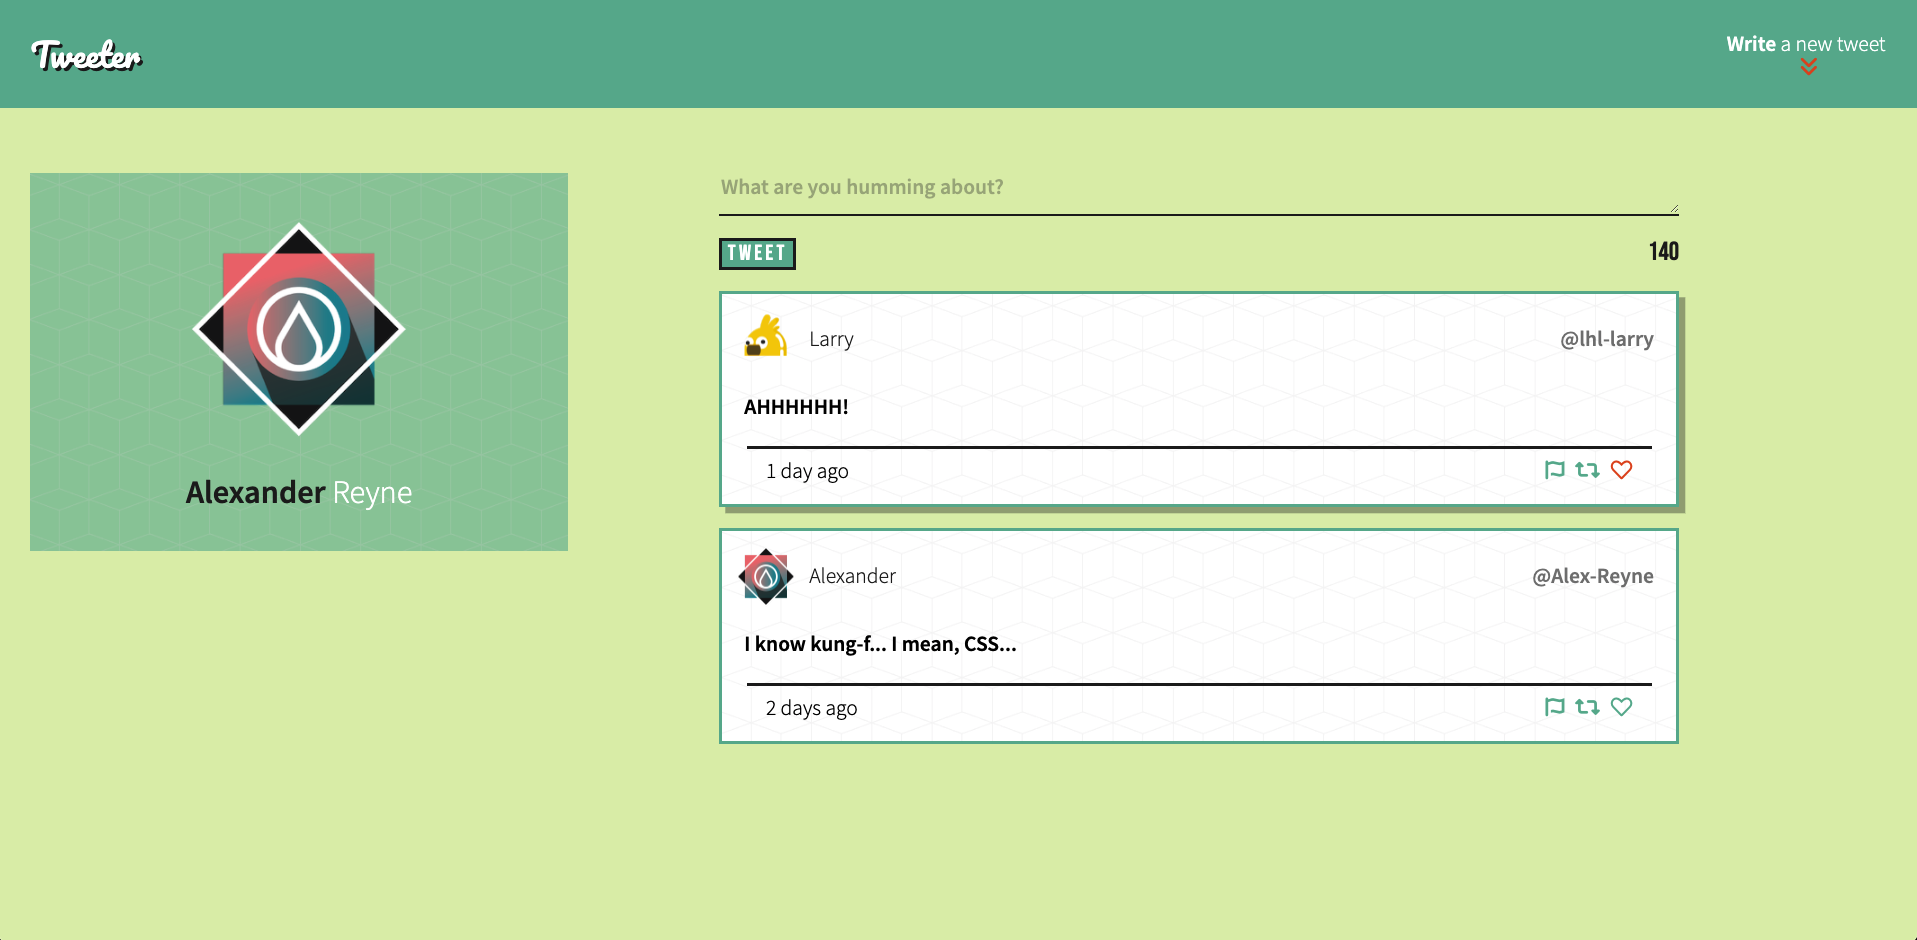 Tweeter
Write a new tweet
Alexander Reyne
What are you humming about?
TWEET
140
Larry
@lhl-larry
AHHHHHH!
1 day ago
Alexander
@Alex-Reyne
I know kung-f... I mean, CSS...
2 days ago